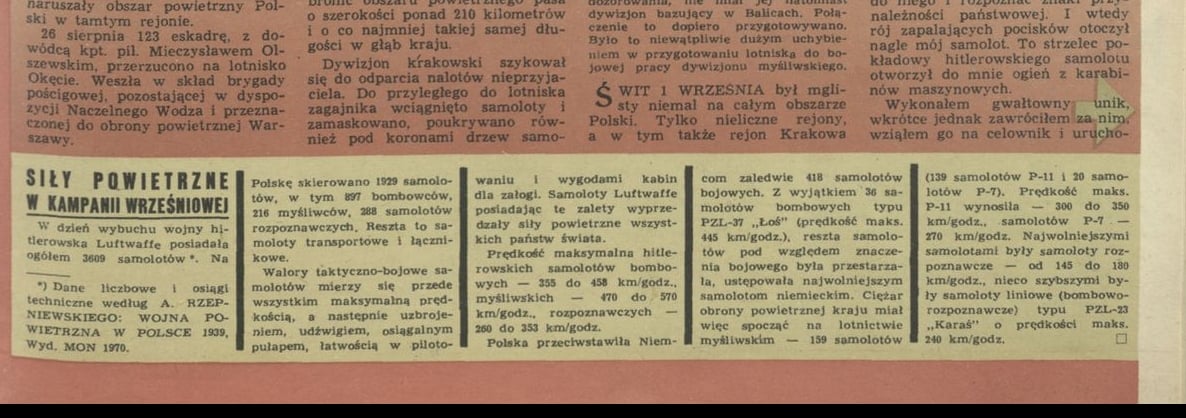 naruszały obszar powietrzny Pol-
ski w tamtym rejonie.
26 sierpnia 123 eskadrę, z do-
wódcą kpt. pil. Mieczysławem Ol-
szewskim, przerzucono na lotnisko
Okęcie. Weszła w skład brygady
pościgowej, pozostającej w dyspo-
zycji Naczelnego Wodza i przezna-
czonej do obrony powietrznej War-
szawy.
o szerokości ponad 210 kilometrów
i o co najmniej takiej samej dłu-
gości w głąb kraju.
Dywizjon krakowski szykował
się do odparcia nalotów nieprzyja-
ciela. Do przyległego do lotniska
zagajnika wciągnięto samoloty i
zamaskowano, poukrywano rów-
nież pod koronami drzew samo-
dywizjon bazujący w Balicach. Połą-
czenie to dopiero przygotowywano.
Było to niewątpliwie dużym uchybie-
niem w przygotowaniu lotniska do bo-
jowej pracy dywizjonu myśliwskiego.
ŚWIT 1 WRZEŚNIA był mgli-
sty niemal na całym obszarze
Polski. Tylko nieliczne rejony,
a w tym także rejon Krakowa
należności państwowej. I wtedy
rój zapalających pocisków otoczył
nagle mój samolot. To strzelec po-
kładowy hitlerowskiego samolotu
otworzył do mnie ogień z karabi-
nów maszynowych.
Wykonałem gwałtowny unik,
wkrótce jednak zawróciłem za nim,
wziąłem go na celownik i urucho-
SIŁY POWIETRZNE
W KAMPANII WRZEŚNIOWEJ
W dzień wybuchu wojny hi-
tlerowska Luftwaffe posiadała
ogółem 3609 samolotów *. Na
*) Dane liczbowe i osiągi
techniczne według A. RZEP-
NIEWSKIEGO: WOJNA PO-
WIETRZNA W POLSCE 1939,
Wyd. MON 1970.
Polskę skierowano 1929 samolo-
tów, w tym 897 bombowców,
216 myśliwców, 288 samolotów
rozpoznawczych. Reszta to sa-
moloty transportowe i łączni-
kowe.
Walory taktyczno-bojowe sa-
molotów mierzy się przede
wszystkim maksymalną pręd-
kością, a następnie uzbroje-
niem, udźwigiem, osiągalnym
pułapem, łatwością w piloto-
waniu i wygodami kabin
dla załogi. Samoloty Luftwaffe
posiadając te zalety wyprze-
dzały siły powietrzne wszyst-
kich państw świata.
Prędkość maksymalna hitle-
rowskich samolotów bombo-
wych — 355 do 458 km/godz.,
myśliwskich — 470 do 570
km/godz., rozpoznawczych —
260 do 353 km/godz.
Polska przeciwstawiła Niem-
com zaledwie 418 samolotów
bojowych. Z wyjątkiem 36 sa-
molotów bombowych typu
PZL-37 „Łoś” (prędkość maks.
445 km/godz.), reszta samolo-
tów pod względem znacze-
nia bojowego była przestarza-
ła, ustępowała najwolniejszym
samolotom niemieckim. Ciężar
obrony powietrznej kraju miał
więc spocząć na lotnictwie
myśliwskim — 159 samolotów
(139 samolotów P-11 i 20 samo-
lotów P-7). Prędkość maks.
P-11 wynosiła — 300 do 350
km/godz., samolotów P-7 —
270 km/godz. Najwolniejszymi
samolotami były samoloty roz-
poznawcze — od 145 do 180
km/godz., nieco szybszymi by-
ły samoloty liniowe (bombowo-
rozpoznawcze) typu PZL-23
„Karaś” o prędkości maks.
240 km/godz.